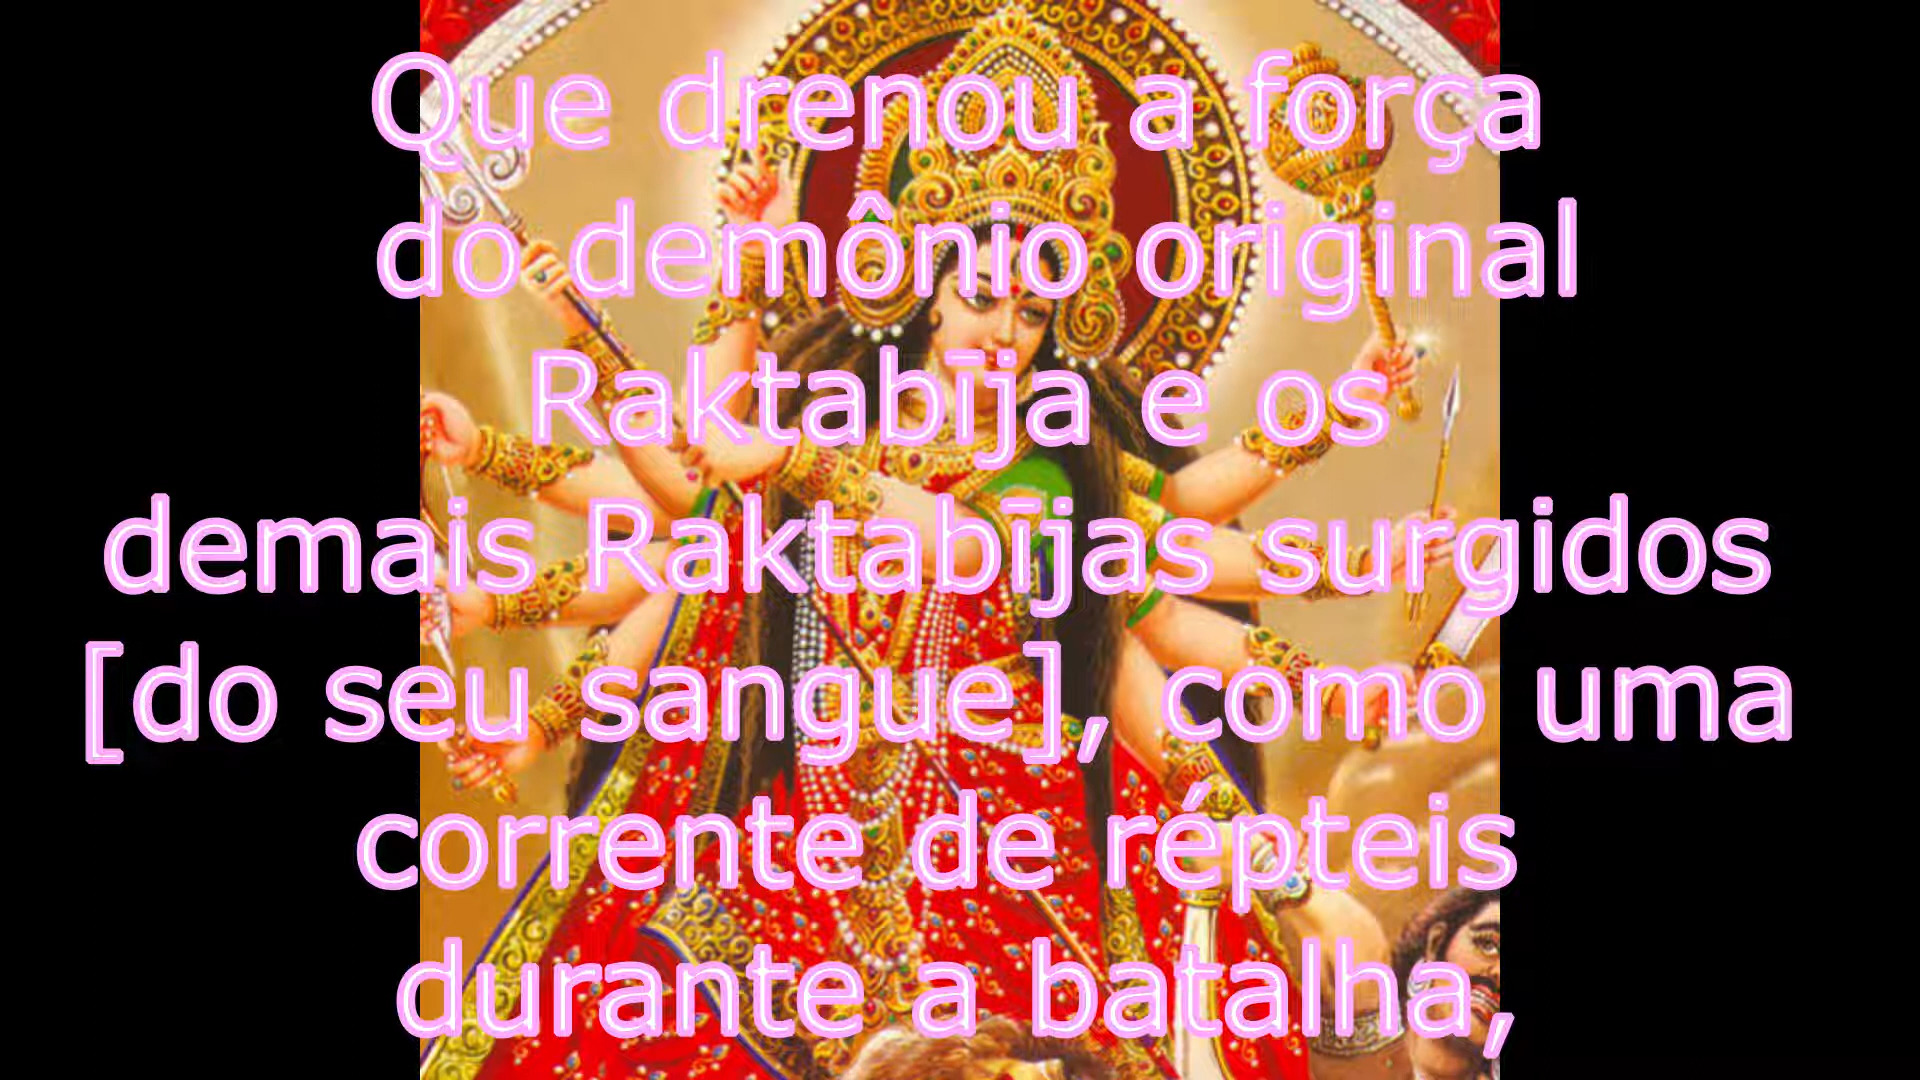 Que drenou a força
do demônio original
Raktabīja e os
demais Raktabījas surgidos
[do seu sangue], como uma
corrente de répteis
durante a batalha,